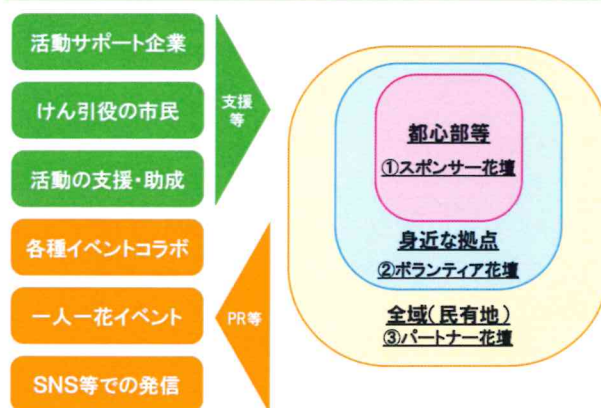 活動サポート企業
けん引役の市民
活動の支援・助成
支援
等
各種イベントコラボ
一人一花イベント
SNS等での発信
PR等
都心部等
①スポンサー花壇
身近な拠点
②ボランティア花壇
全域(民有地)
③パートナー花壇